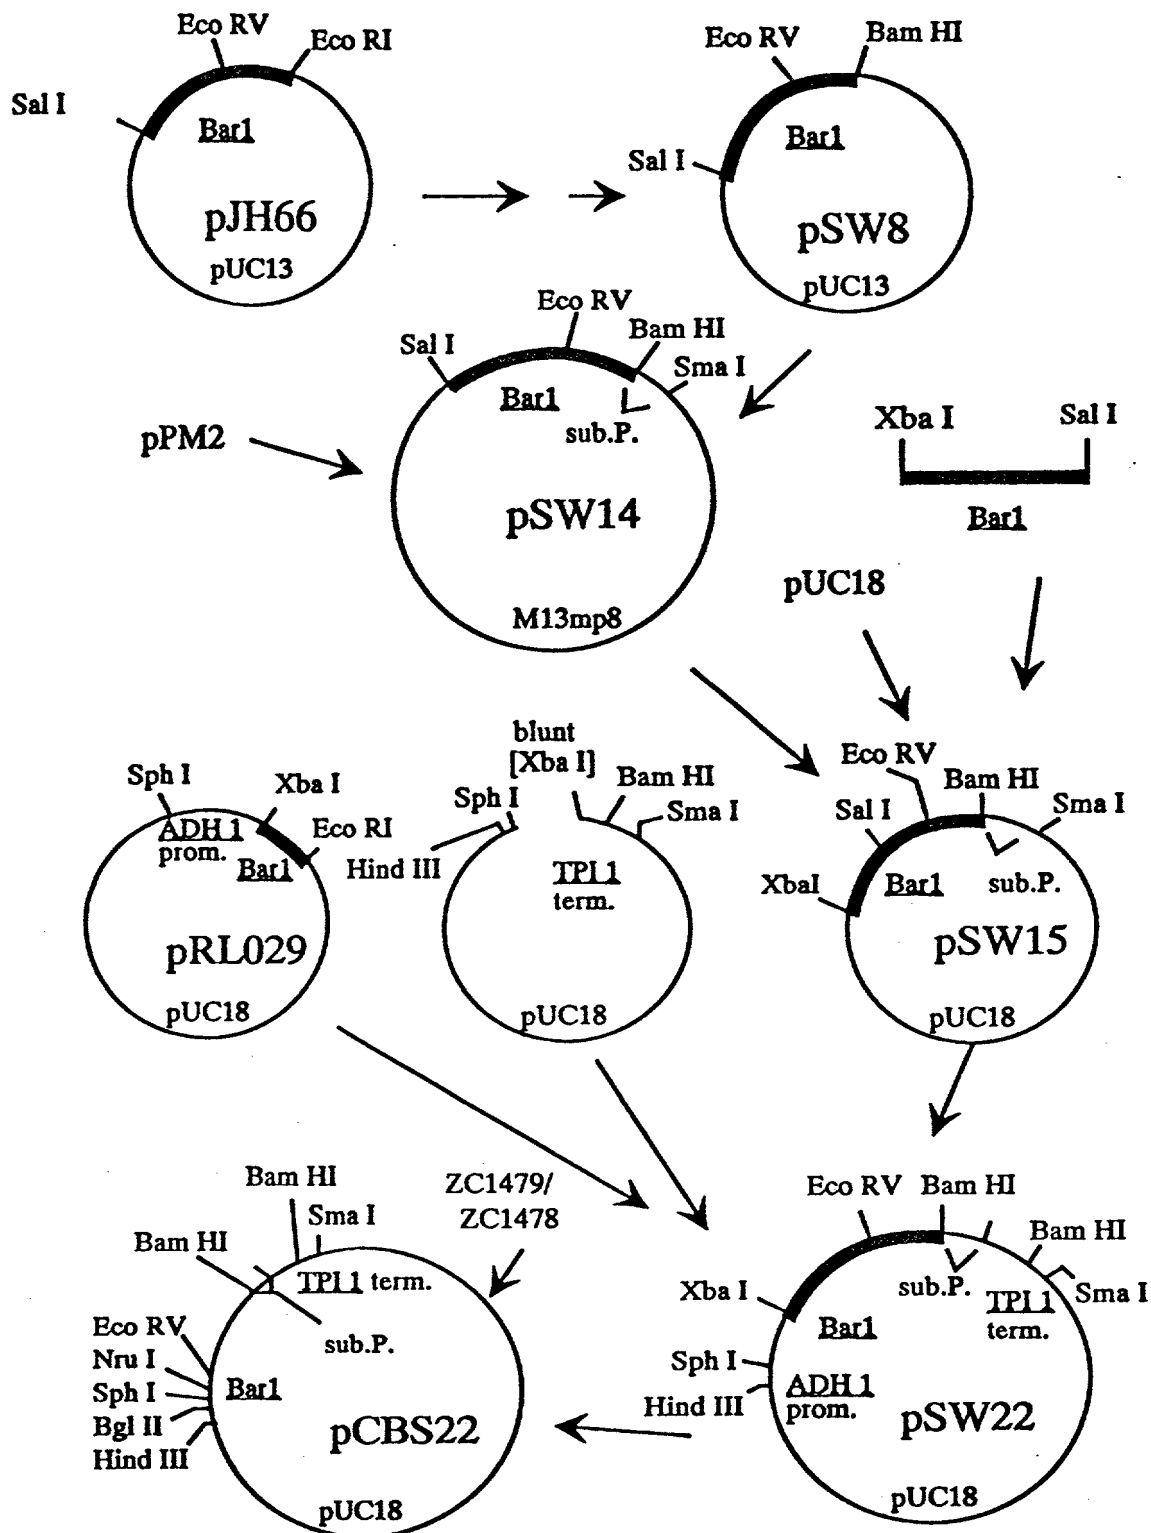 Eco RV
Eco RI
Sal I
Bar1
pJH66
pUC13
Eco RV
Bam HI
Bar1
Sal I
pSW8
pUC13
Eco RV
Bam HI
Sal I
Sma I
Bar1
sub.P.
pPM2
pSW14
M13mp8
Xba I
Sal I
Bar1
pUC18
Sph I
Xba I
ADH 1
prom.
Eco RI
Bar1
pRL029
pUC18
blunt
[Xba I]
Bam HI
Sph I
Sma I
Hind III
TPI 1
term.
pUC18
Eco RV
Bam HI
Sal I
Sma I
XbaI
Bar1
sub.P.
pSW15
pUC18
Bam HI
ZC1479/
ZC1478
Sma I
Bam HI
TPI 1 term.
sub.P.
Eco RV
Nru I
Sph I
Bar1
Bgl II
Hind III
pCBS22
pUC18
Eco RV
Bam HI
Bam HI
sub.P.
Sma I
Xba I
TPI 1
term.
Bar1
Sph I
Hind III
ADH 1
prom.
pSW22
pUC18